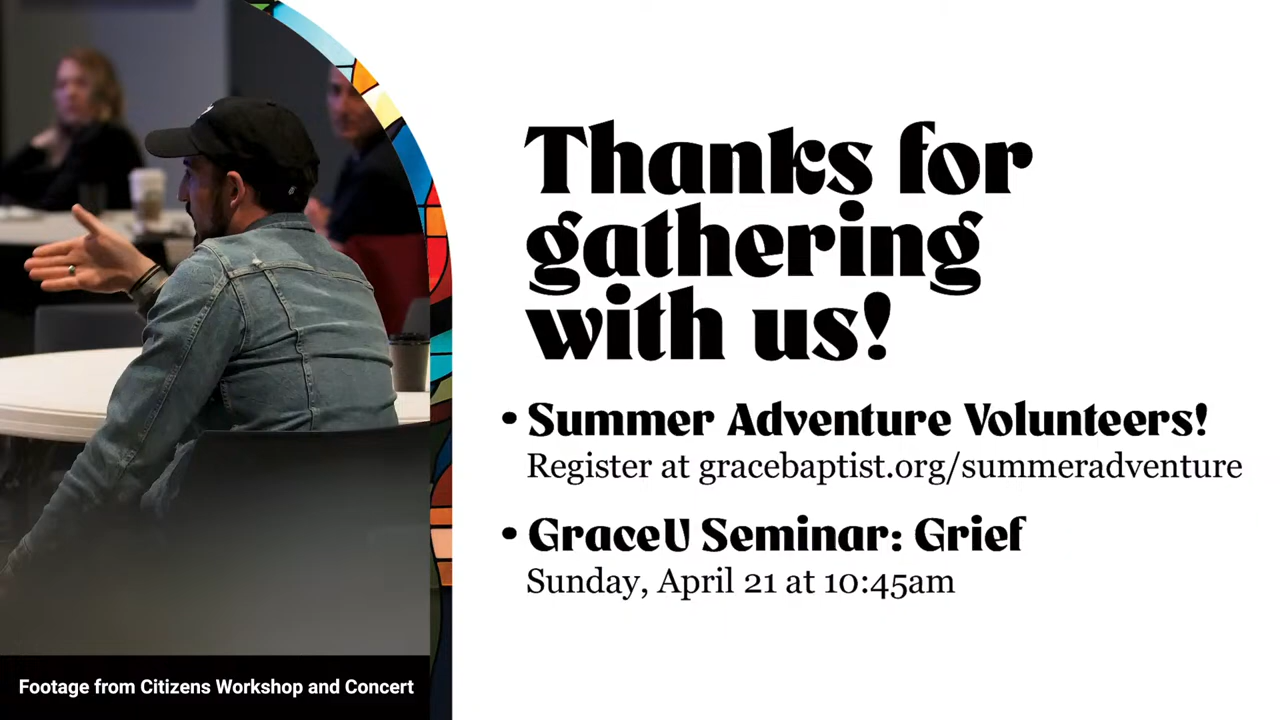 Thanks for
gathering
with us!
• Summer Adventure Volunteers!
Register at gracebaptist.org/summeradventure
• GraceU Seminar: Grief
Sunday, April 21 at 10:45am
Footage from Citizens Workshop and Concert